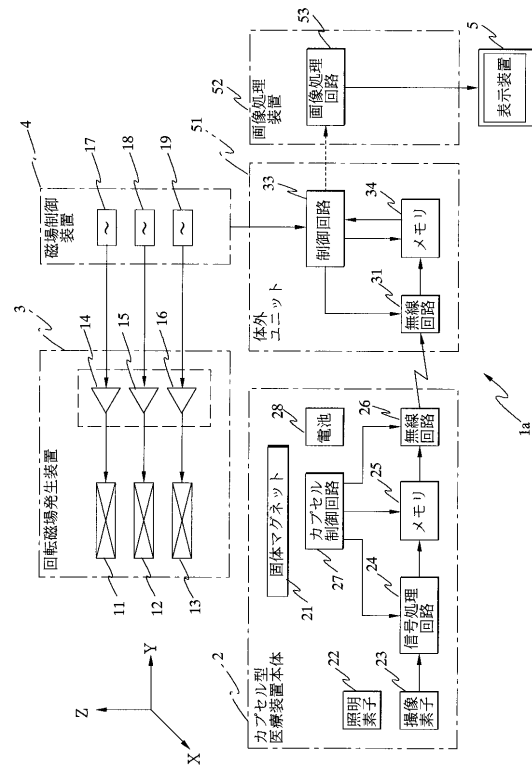 Z
Y
X
3
回転磁場発生装置
14
15
16
11
12
13
4
磁場制御
装置
17
18
19
~
~
~
2
カプセル型
医療装置本体
固体マグネット
21
28
電池
22
照明
素子
23
撮像
素子
27
カプセル
制御回路
24
信号処理
回路
25
メモリ
26
無線
回路
51
体外
ユニット
33
制御回路
31
無線
回路
34
メモリ
52
画像処理
装置
53
画像処理
回路
5
表示装置
1a